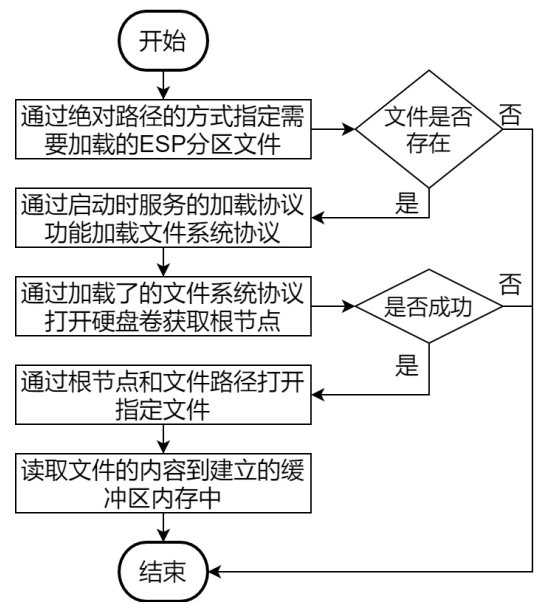 开始
通过绝对路径的方式指定需
要加载的ESP分区文件
文件是否
存在
否
是
通过启动时服务的加载协议
功能加载文件系统协议
通过加载了的文件系统协议
打开硬盘卷获取根节点
是否成功
否
是
通过根节点和文件路径打开
指定文件
读取文件的内容到建立的缓
冲区内存中
结束